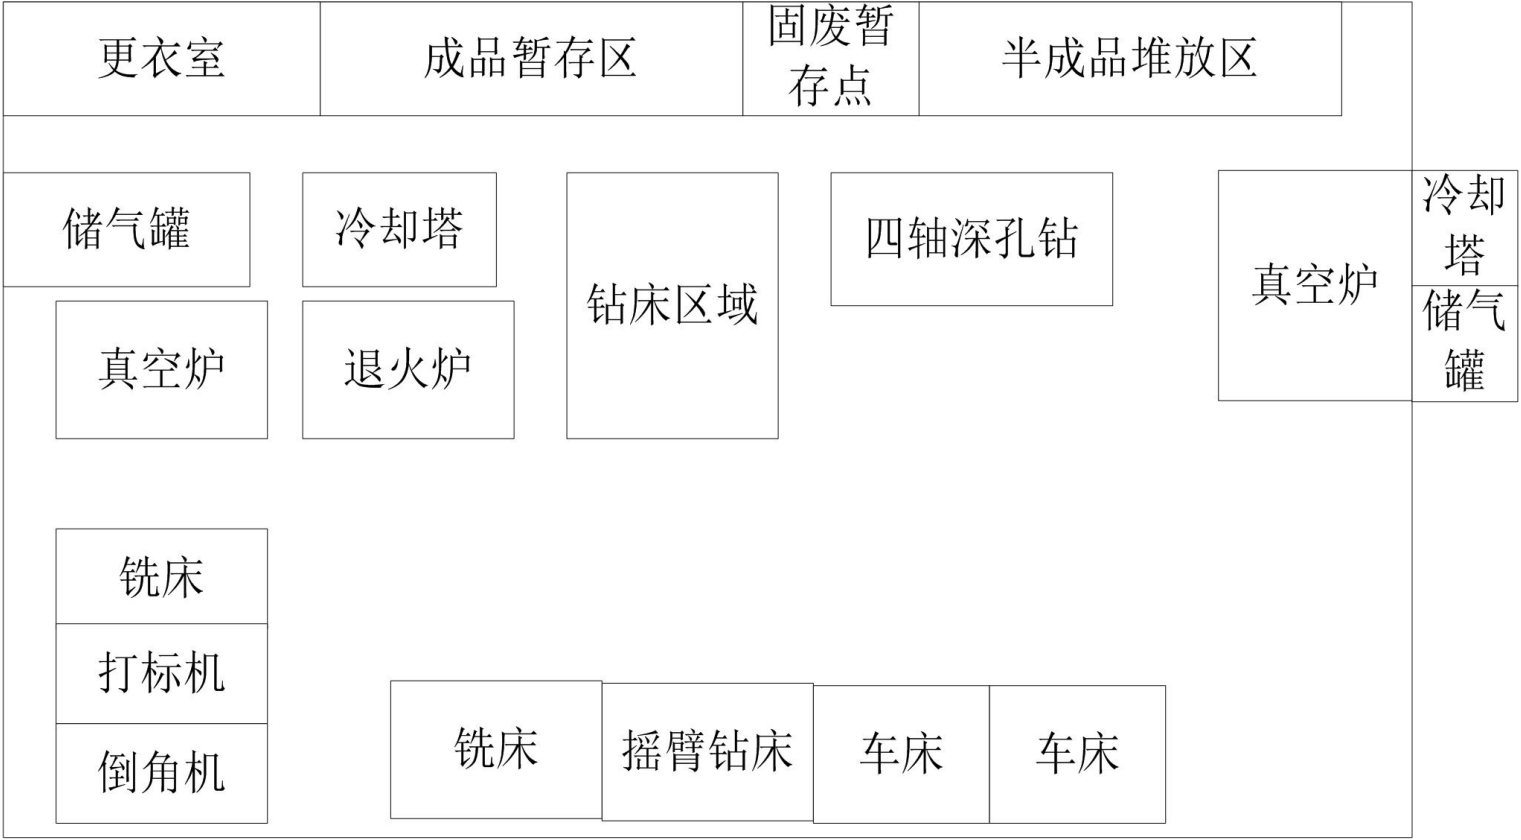 更衣室
成品暂存区
固废暂
存点
半成品堆放区
储气罐
冷却塔
钻床区域
四轴深孔钻
真空炉
冷却
塔
储气
罐
真空炉
退火炉
铣床
打标机
倒角机
铣床
摇臂钻床
车床
车床